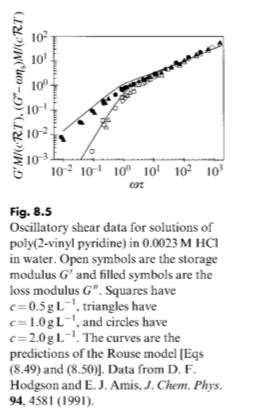 G'M/(cRT), (G"–ωηs)M/(cRT)
10²
10¹
10⁰
10⁻¹
10⁻²
10⁻³
10⁻² 10⁻¹ 10⁰ 10¹ 10² 10³
ωτ
Fig. 8.5
Oscillatory shear data for solutions of
poly(2-vinyl pyridine) in 0.0023 M HCl
in water. Open symbols are the storage
modulus G' and filled symbols are the
loss modulus G". Squares have
c=0.5 g L⁻¹, triangles have
c=1.0 g L⁻¹, and circles have
c=2.0 g L⁻¹. The curves are the
predictions of the Rouse model [Eqs
(8.49) and (8.50)]. Data from D. F.
Hodgson and E. J. Amis, J. Chem. Phys.
94, 4581 (1991).